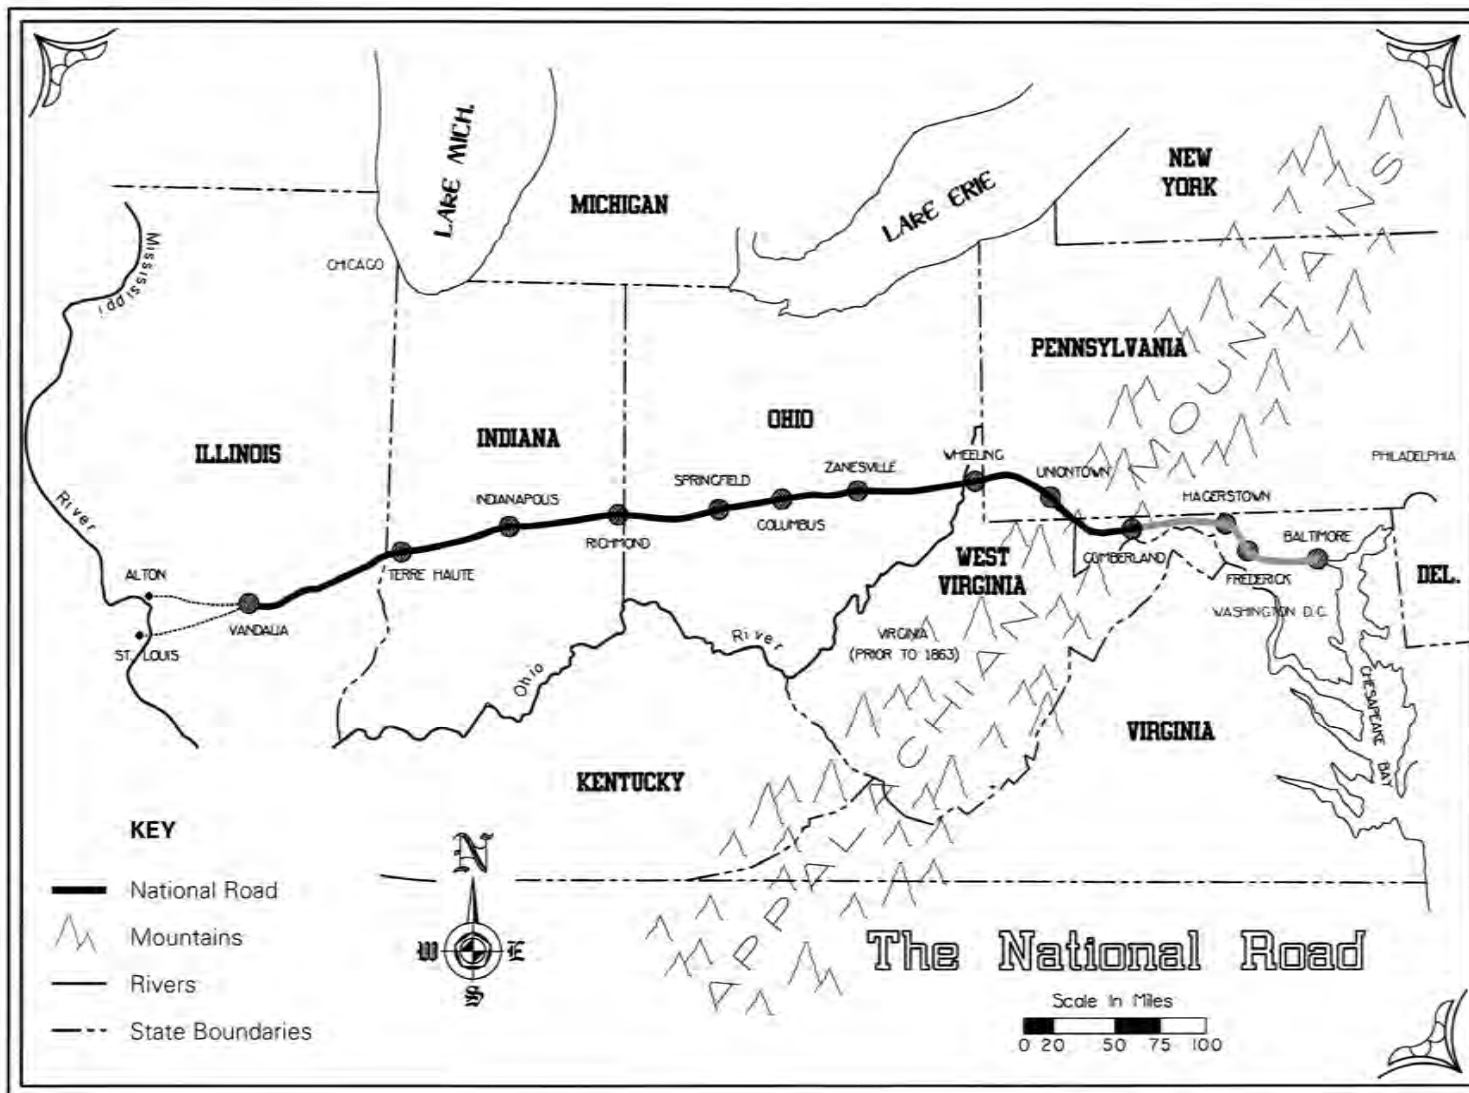 LAKE MICH.
MICHIGAN
LAKE ERIE
NEW
YORK
Mississippi
River
CHICAGO
PENNSYLVANIA
MOUNTAINS
ILLINOIS
INDIANA
OHIO
WHEELING
PHILADELPHIA
ZANESVILLE
UNIONTOWN
SPRINGFIELD
HAGERSTOWN
INDIANAPOLIS
COLUMBUS
RICHMOND
BALTIMORE
CUMBERLAND
WEST
VIRGINIA
FREDERICK
DEL.
ALTON
TERRE HAUTE
WASHINGTON D.C.
VANDALIA
ST. LOUIS
VIRGINIA
(PRIOR TO 1863)
Ohio
River
CHESAPEAKE BAY
VIRGINIA
KENTUCKY
APPALACHIAN
KEY
National Road
Mountains
Rivers
State Boundaries
N
W E
S
The National Road
Scale In Miles
0 20 50 75 100